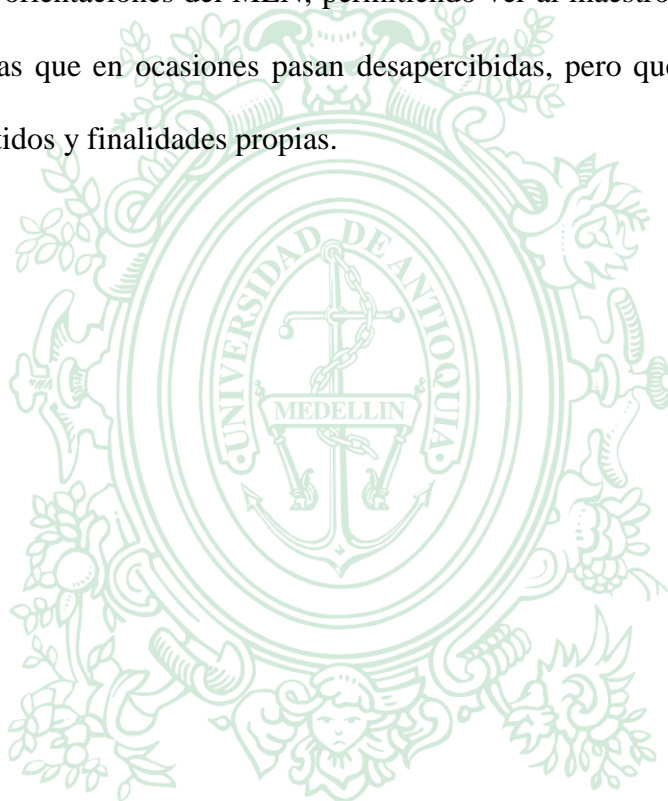 orientaciones del MEN, permitiendo ver al maestro
as que en ocasiones pasan desapercibidas, pero que
tidos y finalidades propias.
UNIVERSIDAD DE ANTIOQUIA
MEDELLIN